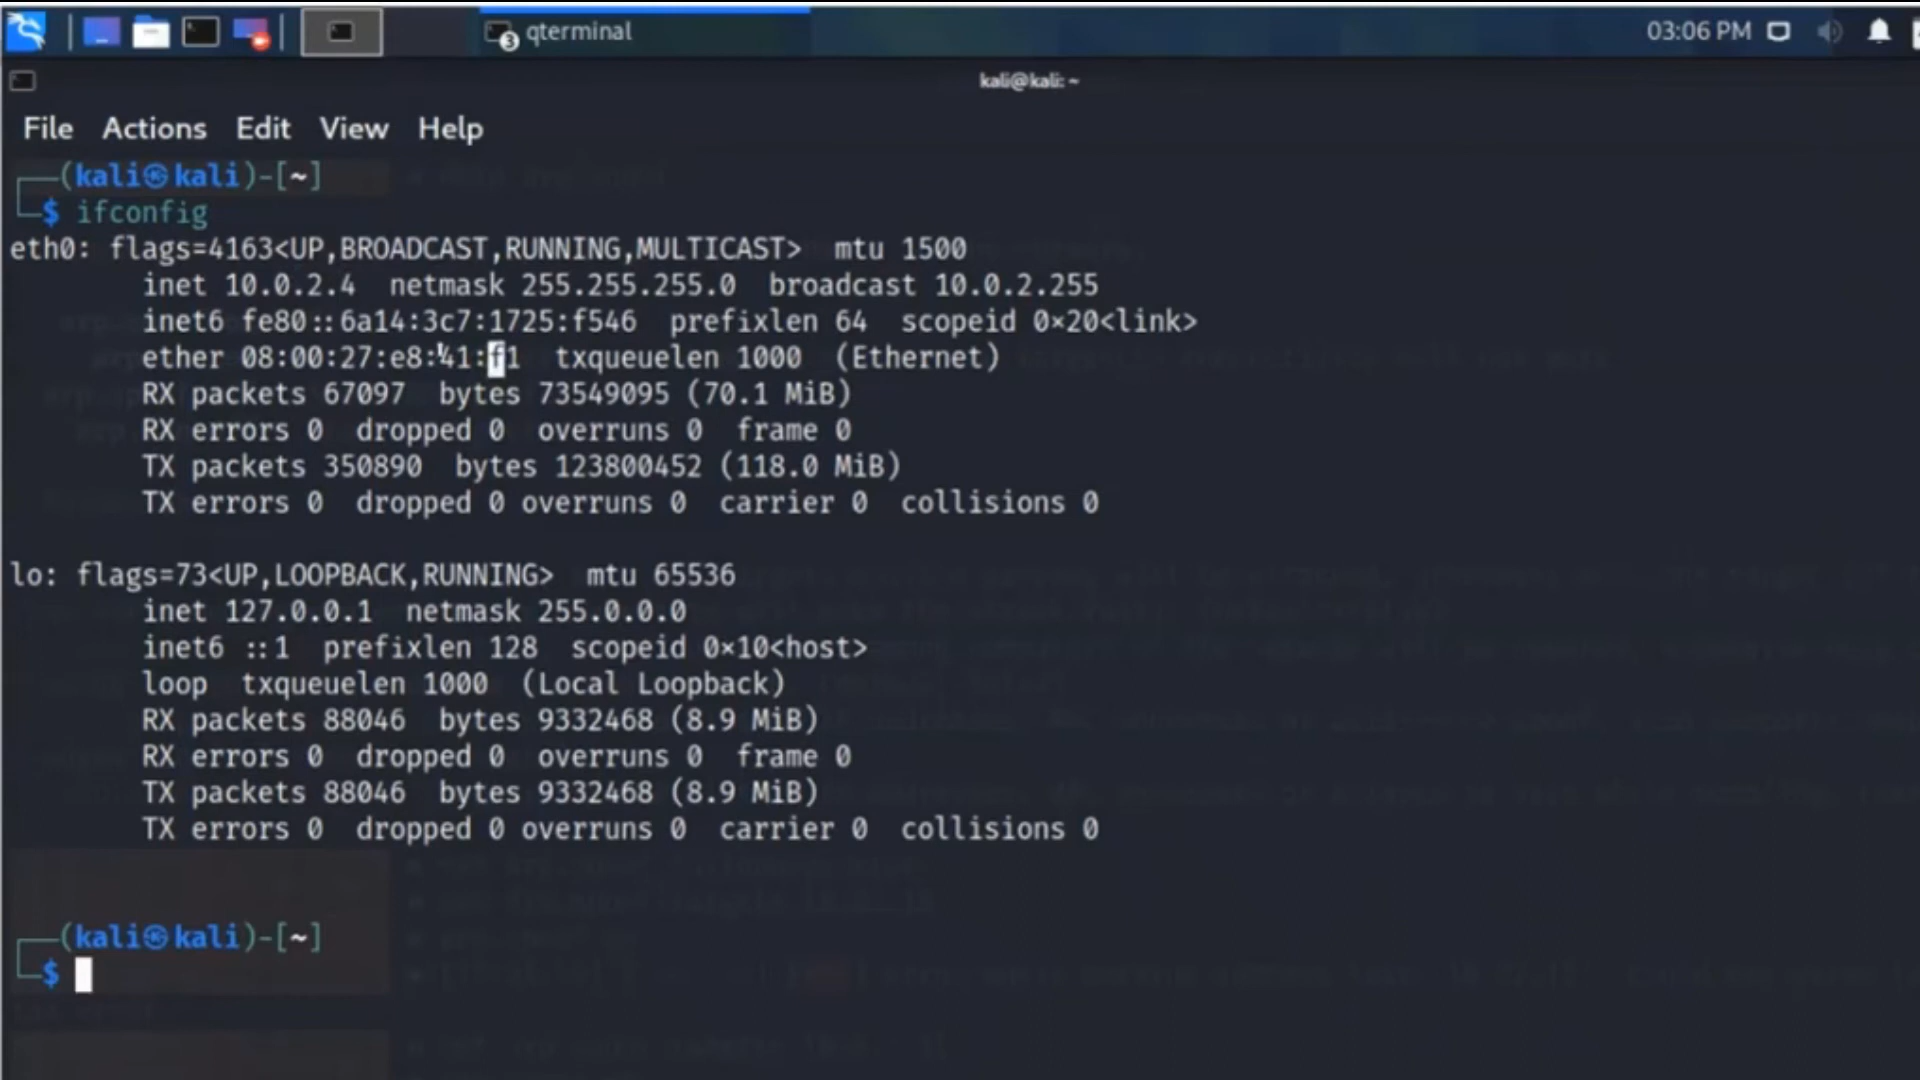 3 qterminal 03:06 PM
kali@kali: ~
File Actions Edit View Help
(kali㉿kali)-[~]
$ ifconfig
eth0: flags=4163<UP,BROADCAST,RUNNING,MULTICAST> mtu 1500
inet 10.0.2.4 netmask 255.255.255.0 broadcast 10.0.2.255
inet6 fe80::6a14:3c7:1725:f546 prefixlen 64 scopeid 0×20<link>
ether 08:00:27:e8:41:f1 txqueuelen 1000 (Ethernet)
RX packets 67097 bytes 73549095 (70.1 MiB)
RX errors 0 dropped 0 overruns 0 frame 0
TX packets 350890 bytes 123800452 (118.0 MiB)
TX errors 0 dropped 0 overruns 0 carrier 0 collisions 0
lo: flags=73<UP,LOOPBACK,RUNNING> mtu 65536
inet 127.0.0.1 netmask 255.0.0.0
inet6 ::1 prefixlen 128 scopeid 0×10<host>
loop txqueuelen 1000 (Local Loopback)
RX packets 88046 bytes 9332468 (8.9 MiB)
RX errors 0 dropped 0 overruns 0 frame 0
TX packets 88046 bytes 9332468 (8.9 MiB)
TX errors 0 dropped 0 overruns 0 carrier 0 collisions 0
(kali㉿kali)-[~]
$